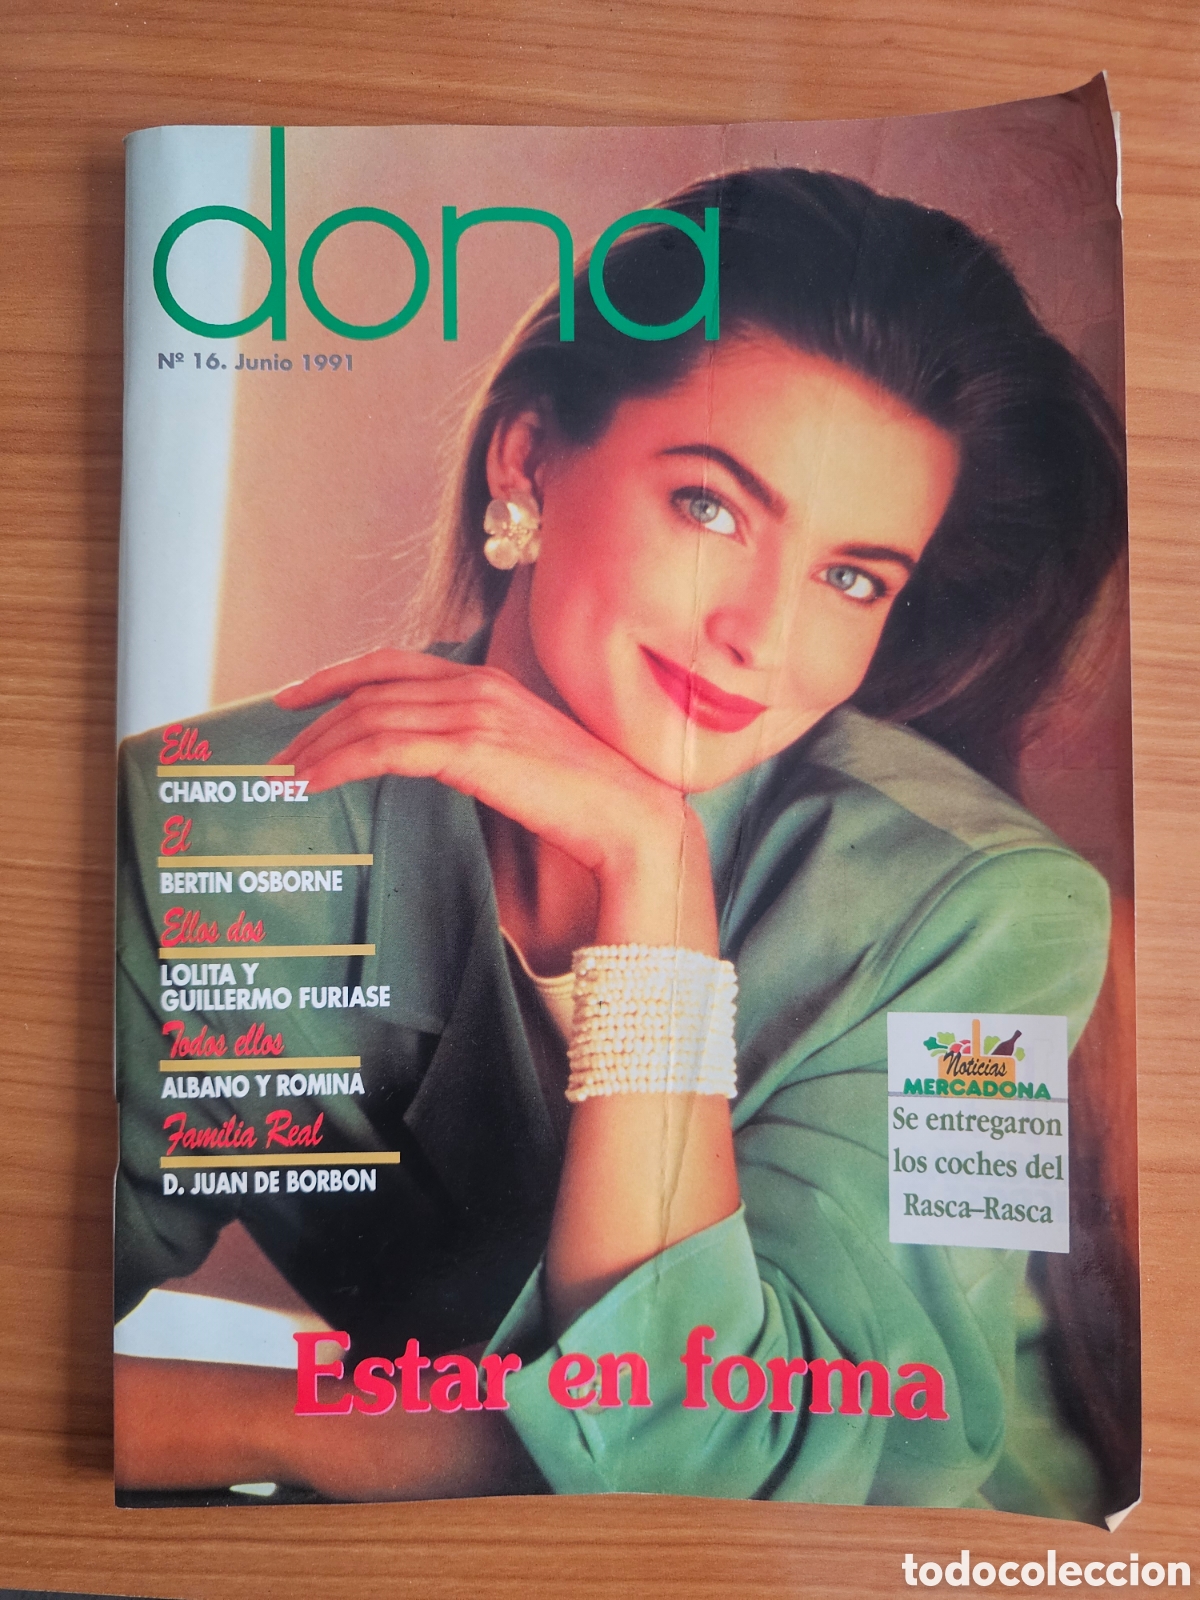 dona
Nº 16. Junio 1991
Ella
CHARO LOPEZ
El
BERTIN OSBORNE
Ellos dos
LOLITA Y
GUILLERMO FURIASE
Todos ellos
ALBANO Y ROMINA
Familia Real
D. JUAN DE BORBON
Noticias
MERCADONA
Se entregaron
los coches del
Rasca–Rasca
Estar en forma
todocoleccion